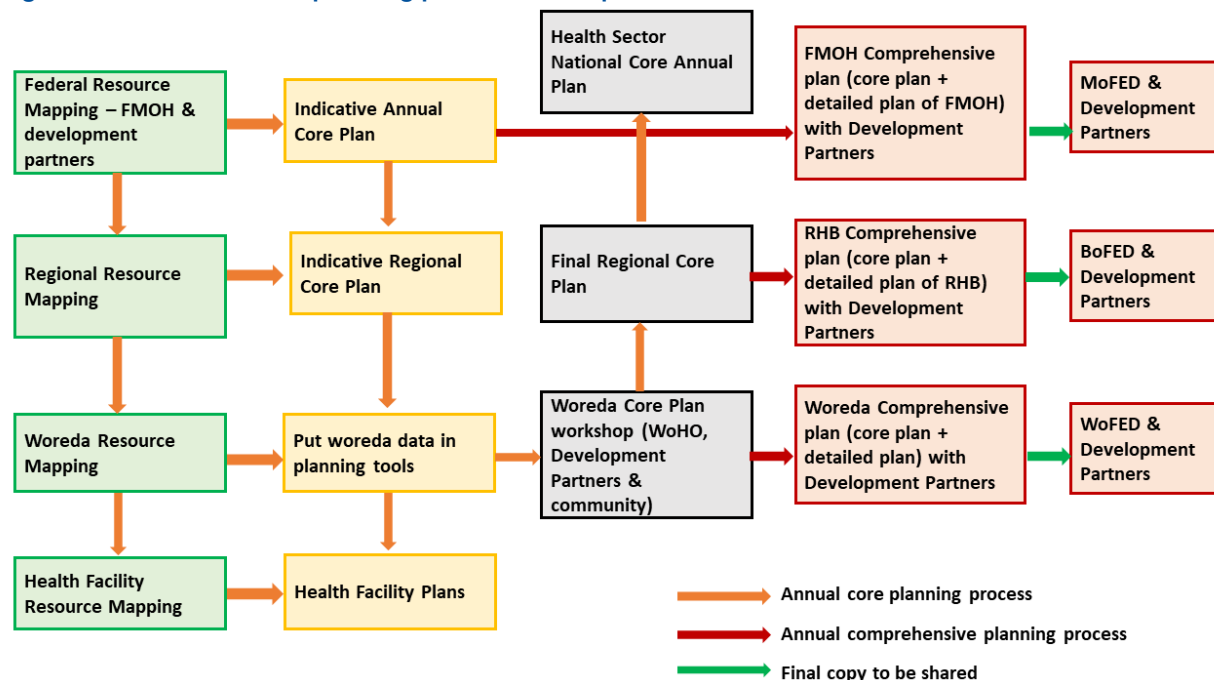 Health Sector
National Core Annual
Plan
Federal Resource
Mapping – FMOH &
development
partners
Indicative Annual
Core Plan
FMOH Comprehensive
plan (core plan +
detailed plan of FMOH)
with Development
Partners
MoFED &
Development
Partners
Regional Resource
Mapping
Indicative Regional
Core Plan
Final Regional Core
Plan
RHB Comprehensive
plan (core plan +
detailed plan of RHB)
with Development
Partners
BoFED &
Development
Partners
Woreda Resource
Mapping
Put woreda data in
planning tools
Woreda Core Plan
workshop (WoHO,
Development
Partners &
community)
Woreda Comprehensive
plan (core plan +
detailed plan) with
Development Partners
WoFED &
Development
Partners
Health Facility
Resource Mapping
Health Facility Plans
Annual core planning process
Annual comprehensive planning process
Final copy to be shared